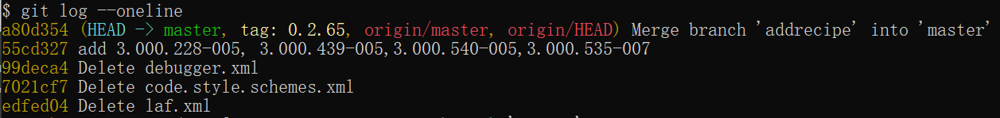 $ git log --oneline
a80d354 (HEAD -> master, tag: 0.2.65, origin/master, origin/HEAD) Merge branch 'addrecipe' into 'master'
55cd327 add 3.000.228-005, 3.000.439-005,3.000.540-005,3.000.535-007
99deca4 Delete debugger.xml
7021cf7 Delete code.style.schemes.xml
edfed04 Delete laf.xml